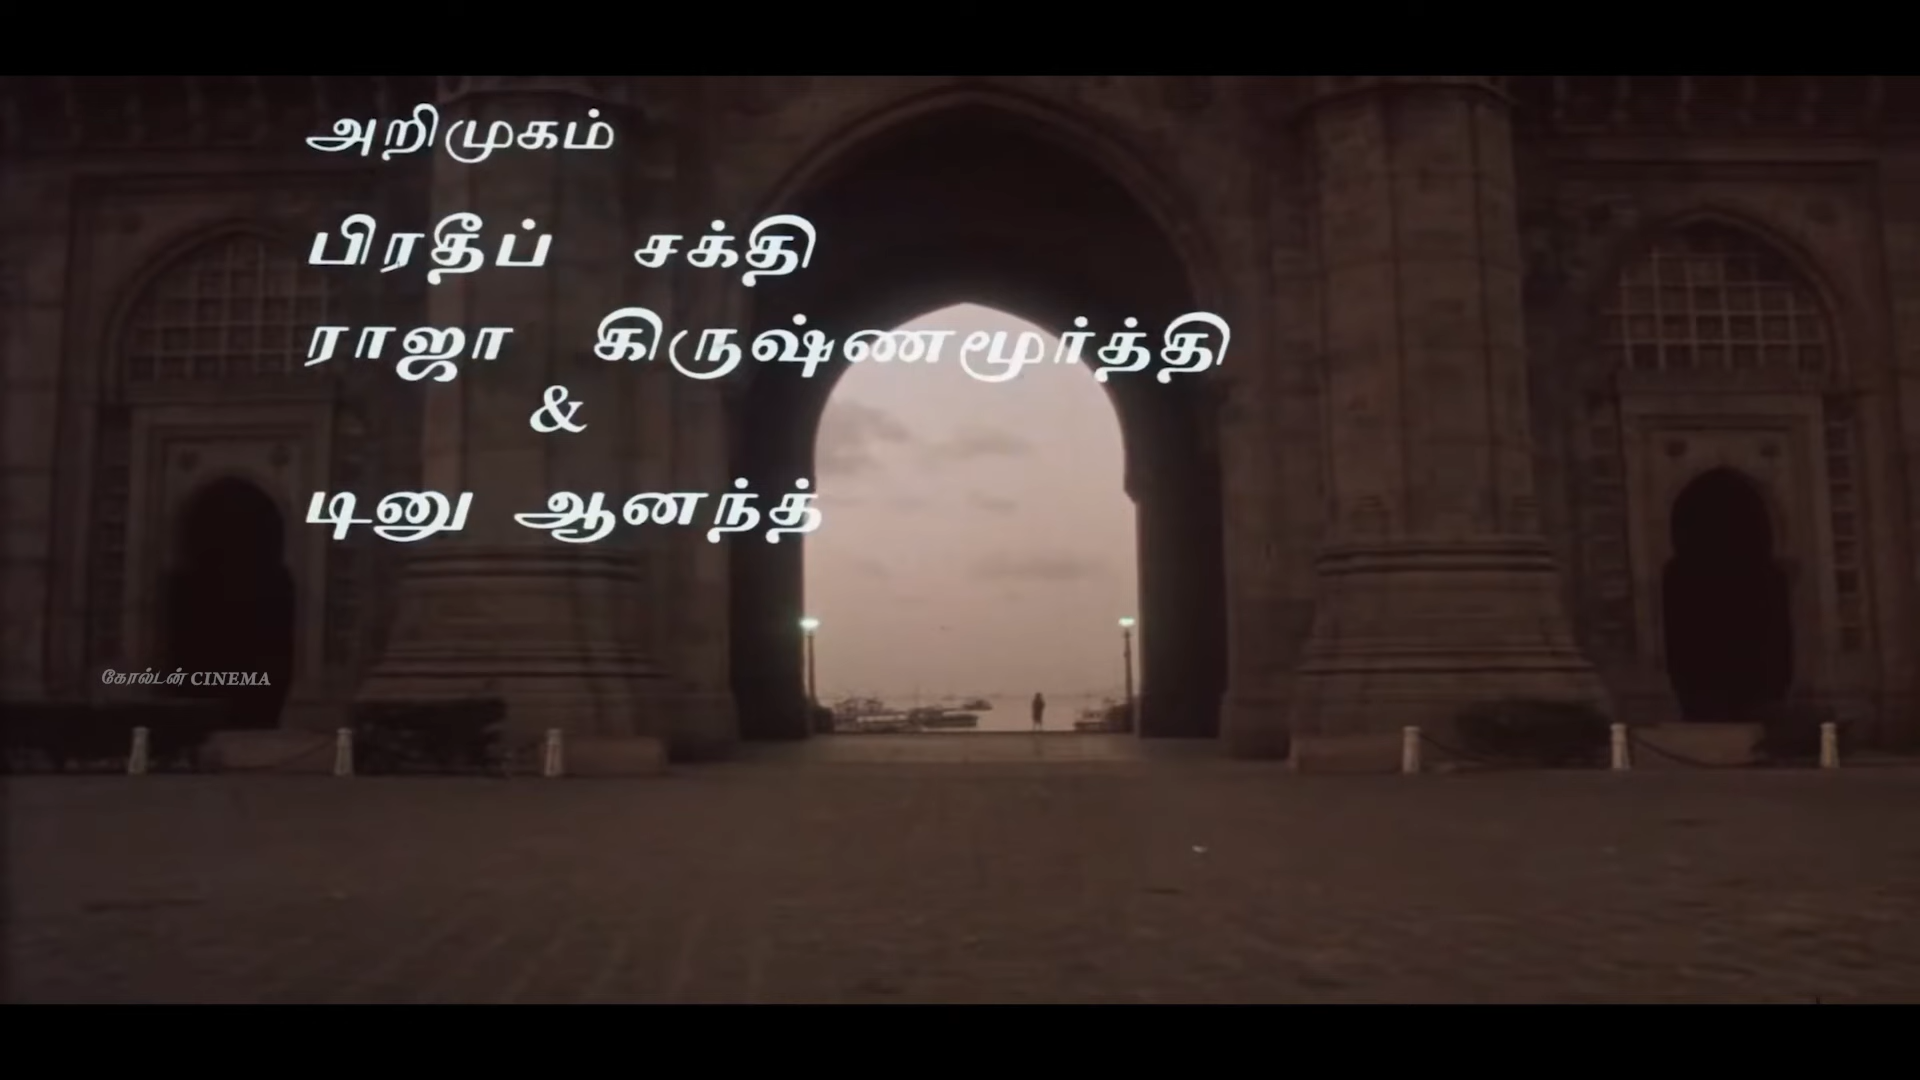 அறிமுகம்
பிரதீப் சக்தி
ராஜா கிருஷ்ணமூர்த்தி
&
டினு ஆனந்த்
கோல்டன் CINEMA